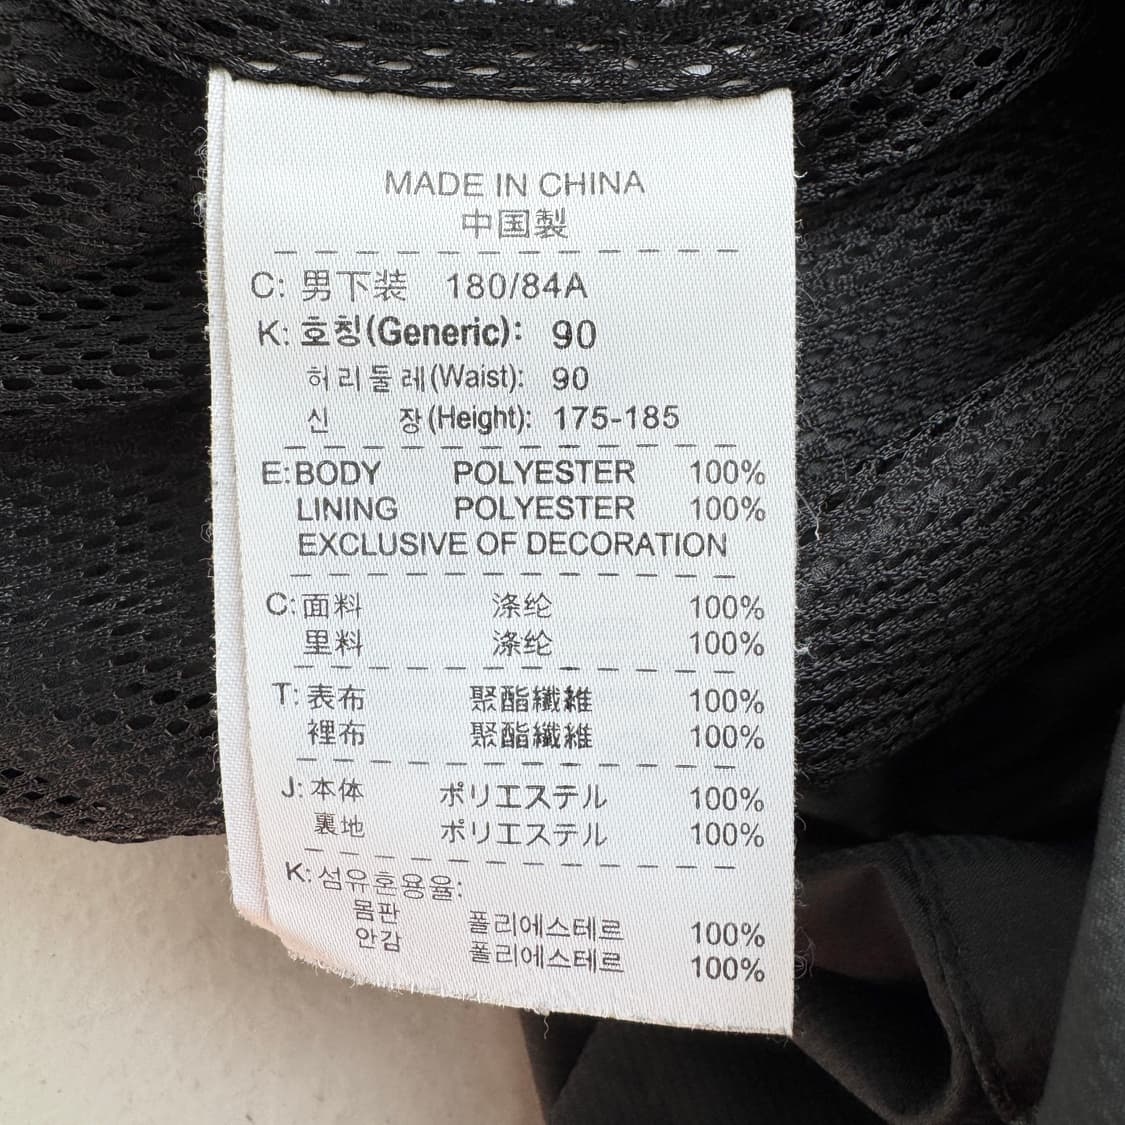 MADE IN CHINA
中国製
C: 男下装 180/84A
K: 호칭(Generic): 90
허리둘레(Waist): 90
신 장(Height): 175-185
E: BODY POLYESTER 100%
LINING POLYESTER 100%
EXCLUSIVE OF DECORATION
C: 面料 涤纶 100%
里料 涤纶 100%
T: 表布 聚酯纖維 100%
裡布 聚酯纖維 100%
J: 本体 ポリエステル 100%
裏地 ポリエステル 100%
K: 섬유혼용율:
몸판 폴리에스테르 100%
안감 폴리에스테르 100%